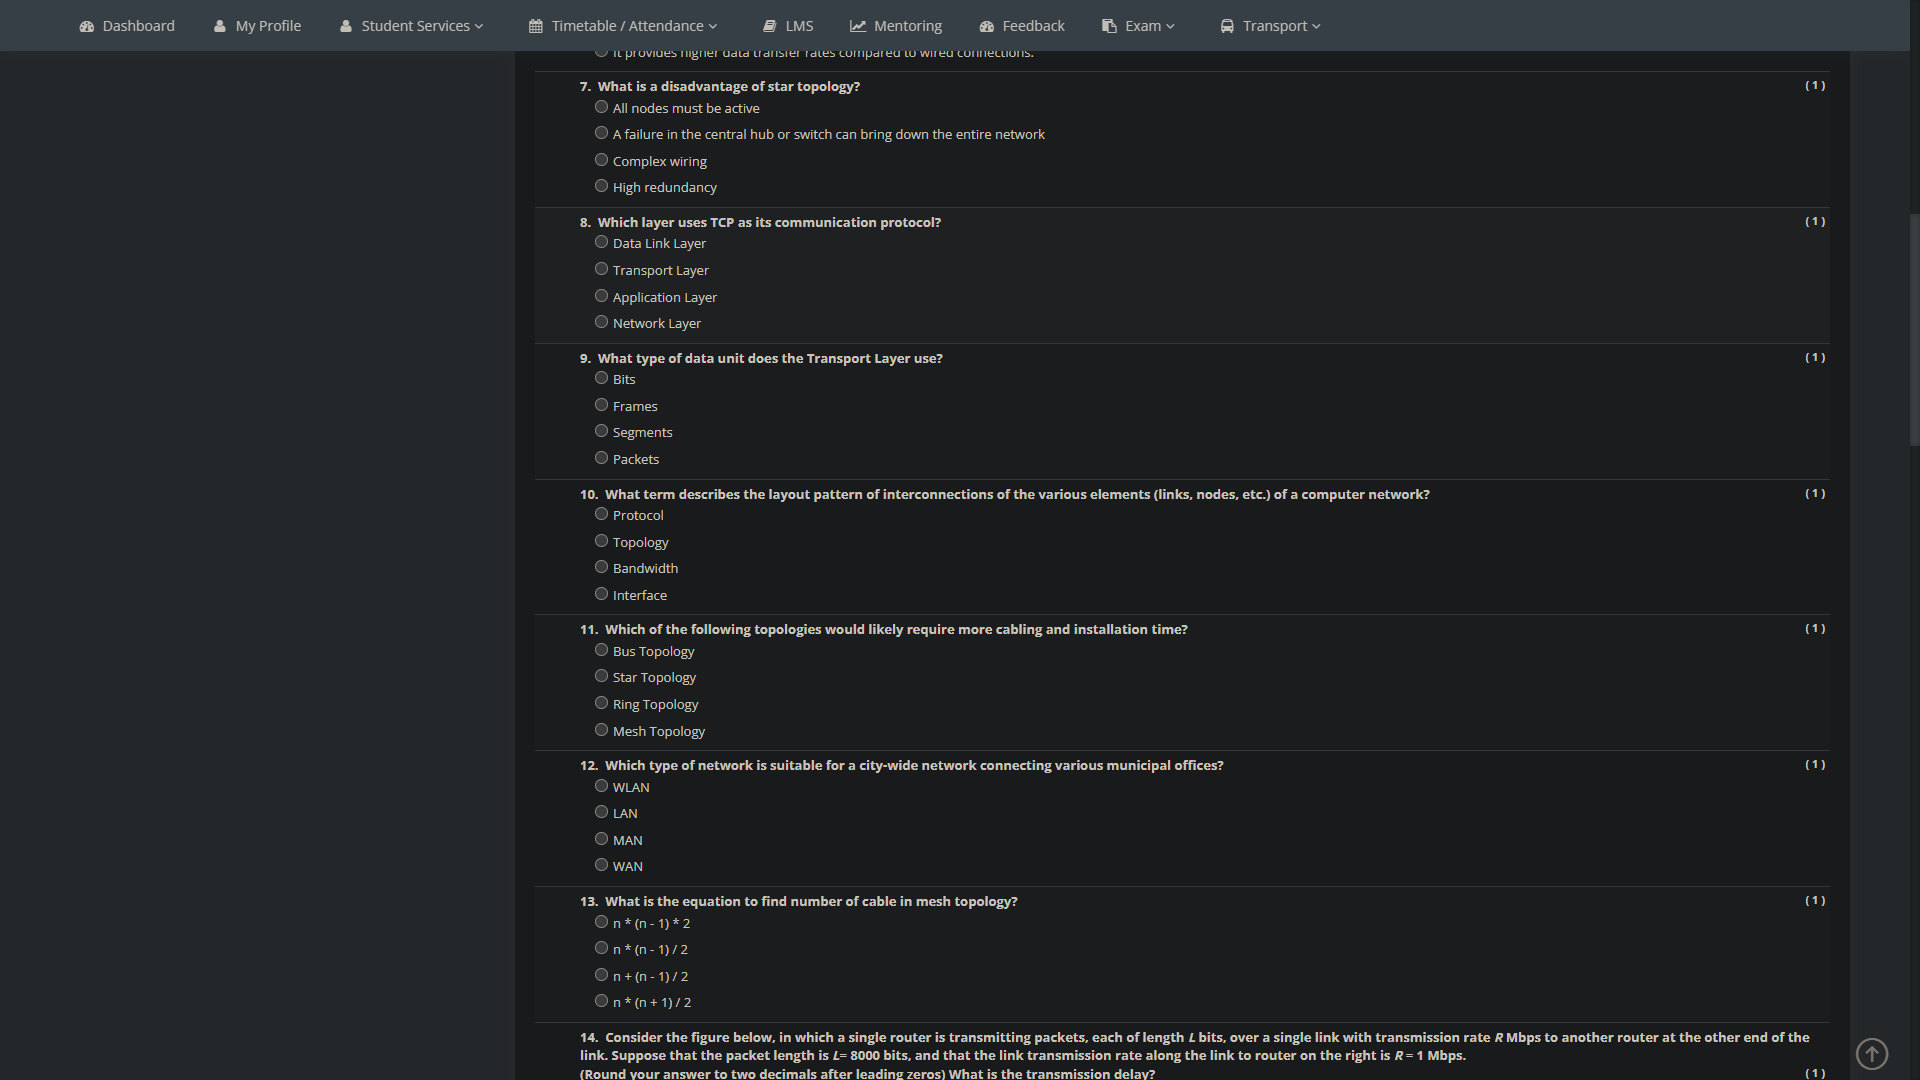 Dashboard My Profile Student Services Timetable / Attendance LMS Mentoring Feedback Exam Transport
It provides higher data transfer rates compared to wired connections.
7. What is a disadvantage of star topology? ( 1 )
All nodes must be active
A failure in the central hub or switch can bring down the entire network
Complex wiring
High redundancy
8. Which layer uses TCP as its communication protocol? ( 1 )
Data Link Layer
Transport Layer
Application Layer
Network Layer
9. What type of data unit does the Transport Layer use? ( 1 )
Bits
Frames
Segments
Packets
10. What term describes the layout pattern of interconnections of the various elements (links, nodes, etc.) of a computer network? ( 1 )
Protocol
Topology
Bandwidth
Interface
11. Which of the following topologies would likely require more cabling and installation time? ( 1 )
Bus Topology
Star Topology
Ring Topology
Mesh Topology
12. Which type of network is suitable for a city-wide network connecting various municipal offices? ( 1 )
WLAN
LAN
MAN
WAN
13. What is the equation to find number of cable in mesh topology? ( 1 )
n * (n - 1) * 2
n * (n - 1) / 2
n + (n - 1) / 2
n * (n + 1) / 2
14. Consider the figure below, in which a single router is transmitting packets, each of length L bits, over a single link with transmission rate R Mbps to another router at the other end of the
link. Suppose that the packet length is L= 8000 bits, and that the link transmission rate along the link to router on the right is R = 1 Mbps.
(Round your answer to two decimals after leading zeros) What is the transmission delay? ( 1 )